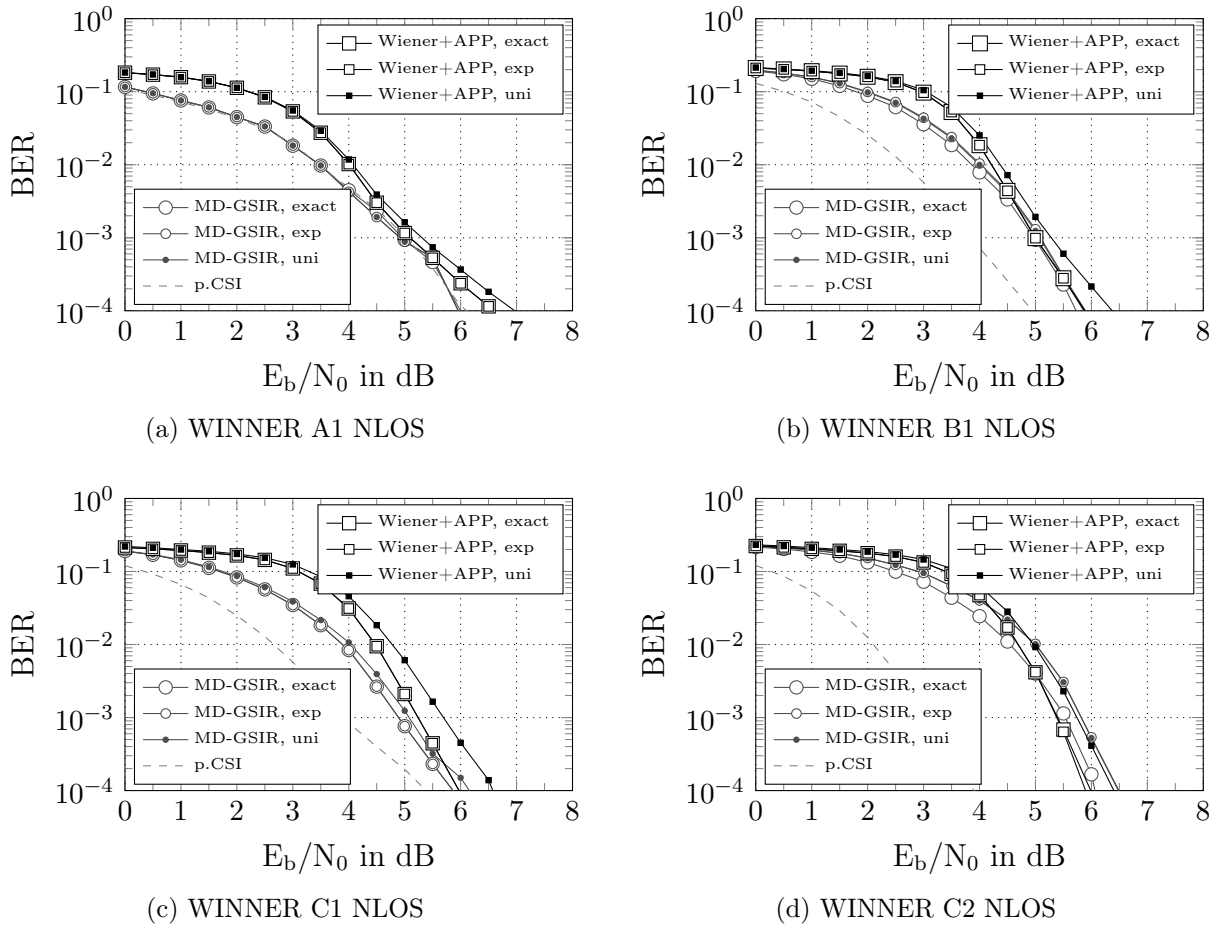 10^0
10^{-1}
10^{-2}
10^{-3}
10^{-4}
BER
Wiener+APP, exact
Wiener+APP, exp
Wiener+APP, uni
MD-GSIR, exact
MD-GSIR, exp
MD-GSIR, uni
p.CSI
0 1 2 3 4 5 6 7 8
E_b/N_0 in dB
(a) WINNER A1 NLOS
10^0
10^{-1}
10^{-2}
10^{-3}
10^{-4}
BER
Wiener+APP, exact
Wiener+APP, exp
Wiener+APP, uni
MD-GSIR, exact
MD-GSIR, exp
MD-GSIR, uni
p.CSI
0 1 2 3 4 5 6 7 8
E_b/N_0 in dB
(b) WINNER B1 NLOS
10^0
10^{-1}
10^{-2}
10^{-3}
10^{-4}
BER
Wiener+APP, exact
Wiener+APP, exp
Wiener+APP, uni
MD-GSIR, exact
MD-GSIR, exp
MD-GSIR, uni
p.CSI
0 1 2 3 4 5 6 7 8
E_b/N_0 in dB
(c) WINNER C1 NLOS
10^0
10^{-1}
10^{-2}
10^{-3}
10^{-4}
BER
Wiener+APP, exact
Wiener+APP, exp
Wiener+APP, uni
MD-GSIR, exact
MD-GSIR, exp
MD-GSIR, uni
p.CSI
0 1 2 3 4 5 6 7 8
E_b/N_0 in dB
(d) WINNER C2 NLOS